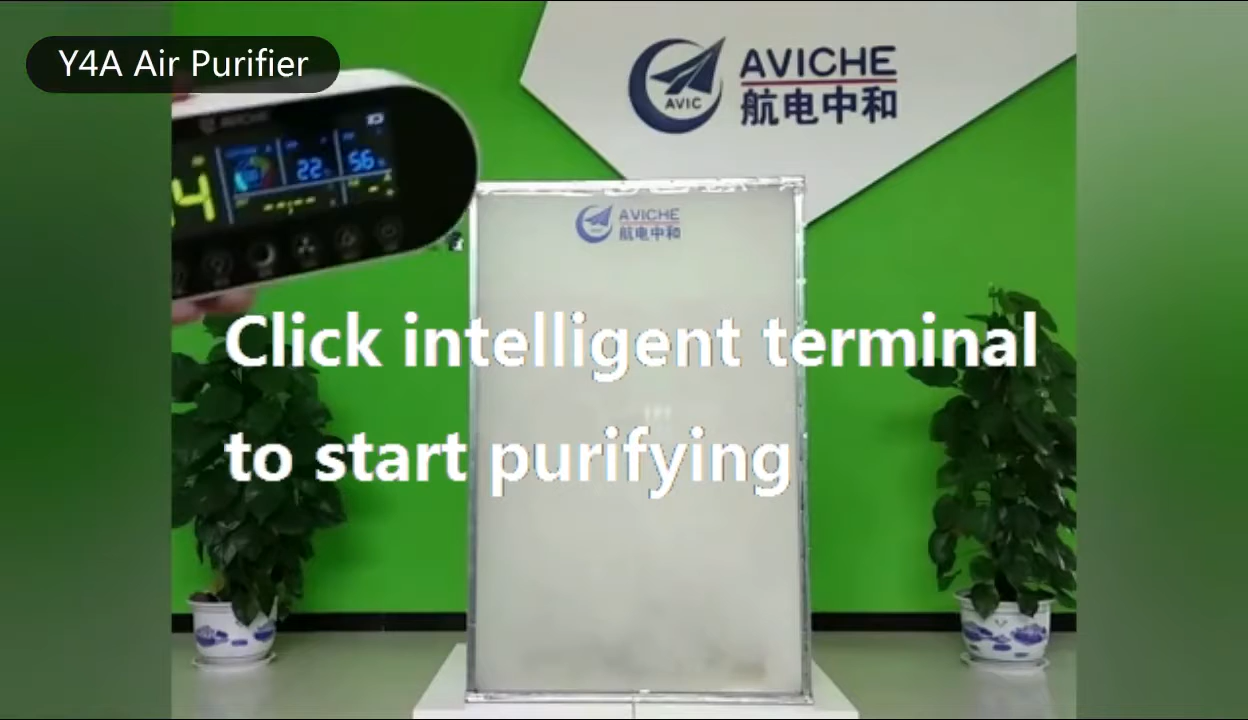 Y4A Air Purifier
AVIC
AVICHE
航电中和
AVICHE
22
56
AVICHE
航电中和
Click intelligent terminal
to start purifying